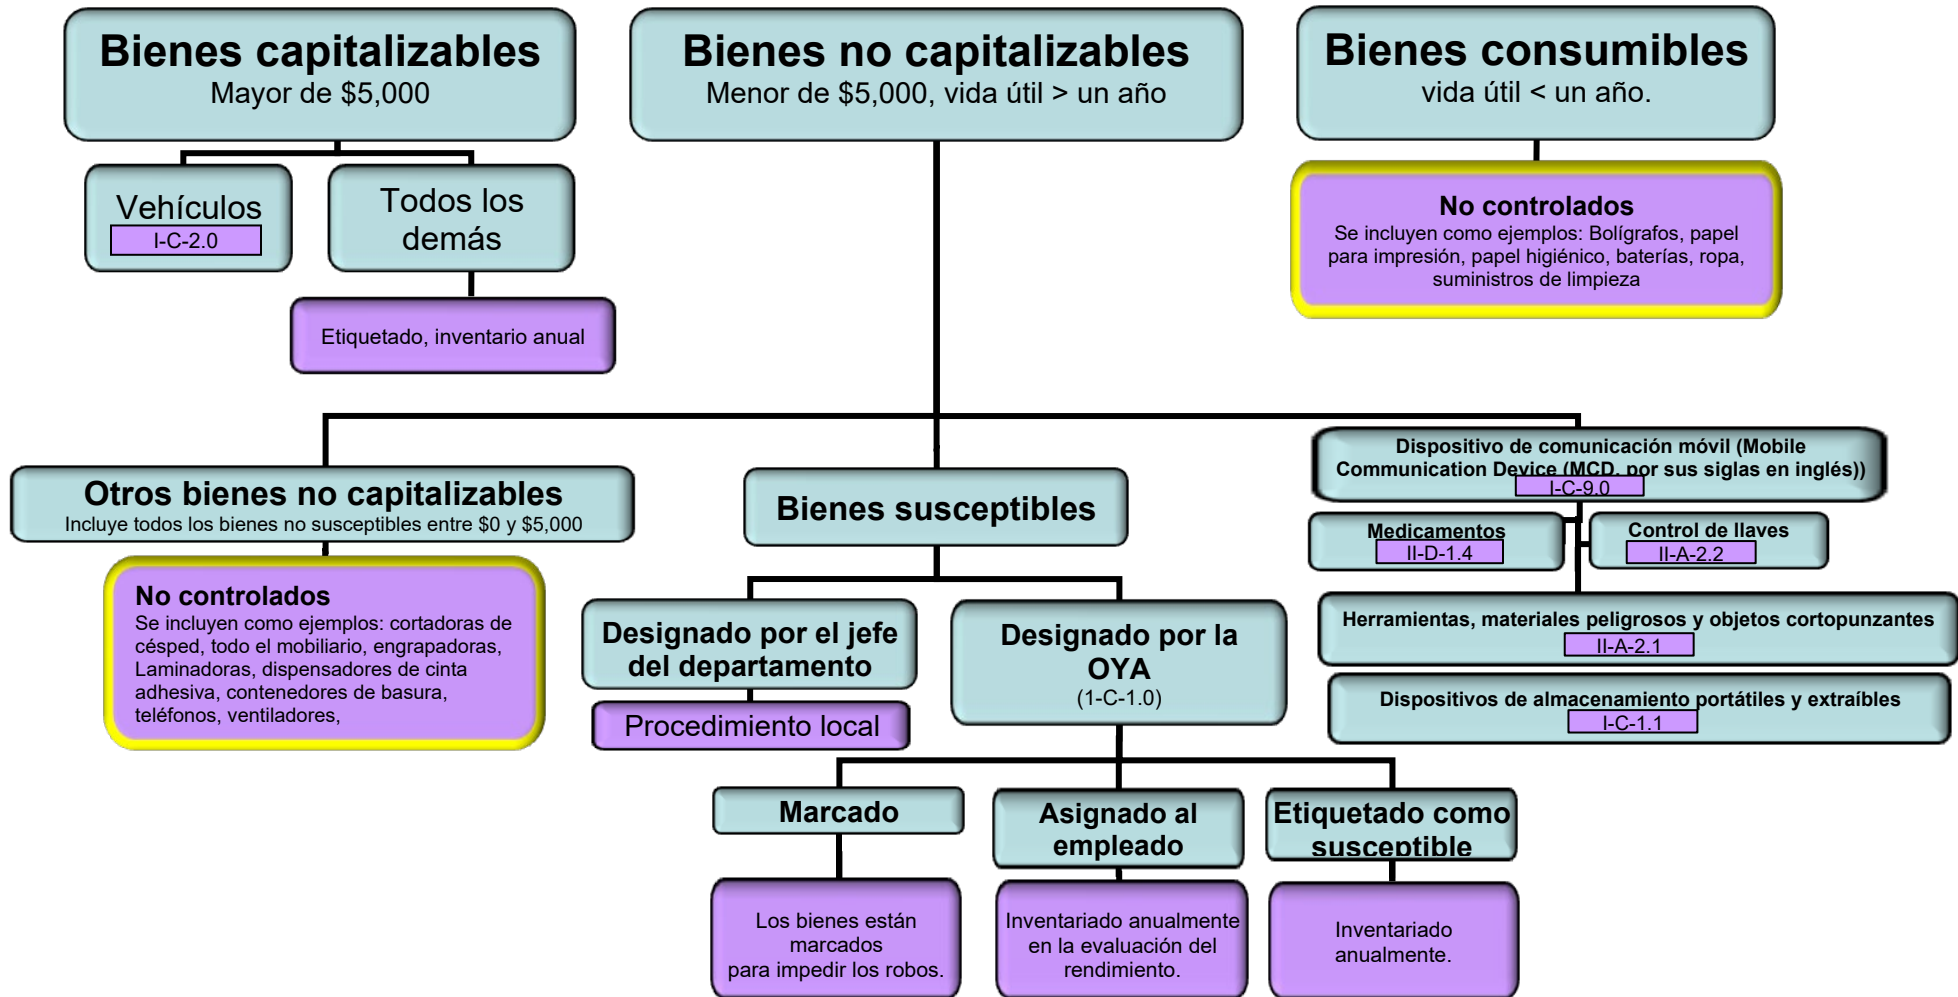 Bienes capitalizables
Mayor de $5,000
Bienes no capitalizables
Menor de $5,000, vida útil > un año
Bienes consumibles
vida útil < un año.
Vehículos
I-C-2.0
Todos los
demás
Etiquetado, inventario anual
No controlados
Se incluyen como ejemplos: Bolígrafos, papel
para impresión, papel higiénico, baterías, ropa,
suministros de limpieza
Otros bienes no capitalizables
Incluye todos los bienes no susceptibles entre $0 y $5,000
No controlados
Se incluyen como ejemplos: cortadoras de
césped, todo el mobiliario, engrapadoras,
Laminadoras, dispensadores de cinta
adhesiva, contenedores de basura,
teléfonos, ventiladores,
Bienes susceptibles
Designado por el jefe
del departamento
Procedimiento local
Designado por la
OYA
(1-C-1.0)
Marcado
Los bienes están
marcados
para impedir los robos.
Asignado al
empleado
Inventariado anualmente
en la evaluación del
rendimiento.
Etiquetado como
susceptible
Inventariado
anualmente.
Dispositivo de comunicación móvil (Mobile
Communication Device (MCD, por sus siglas en inglés))
I-C-9.0
Medicamentos
II-D-1.4
Control de llaves
II-A-2.2
Herramientas, materiales peligrosos y objetos cortopunzantes
II-A-2.1
Dispositivos de almacenamiento portátiles y extraíbles
I-C-1.1